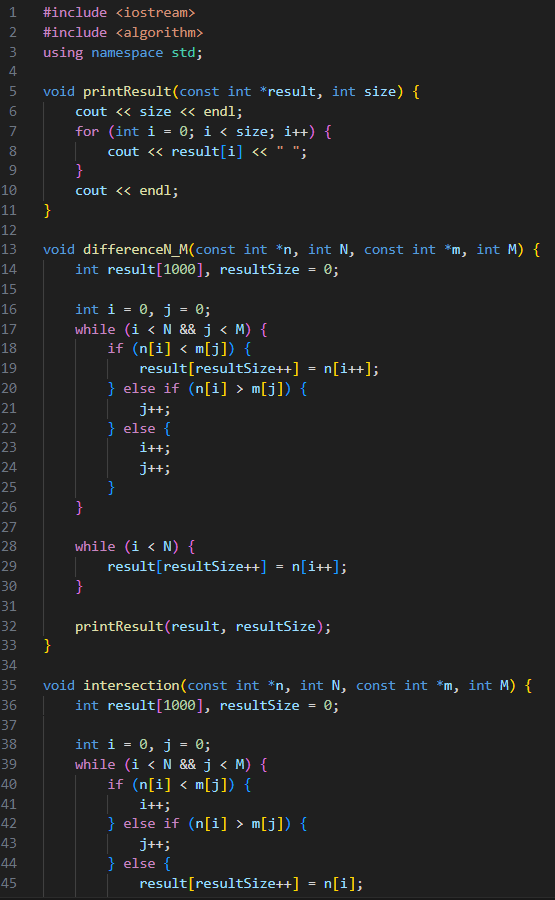 1 #include <iostream>
2 #include <algorithm>
3 using namespace std;
4
5 void printResult(const int *result, int size) {
6     cout << size << endl;
7     for (int i = 0; i < size; i++) {
8         cout << result[i] << " ";
9     }
10     cout << endl;
11 }
12
13 void differenceN_M(const int *n, int N, const int *m, int M) {
14     int result[1000], resultSize = 0;
15
16     int i = 0, j = 0;
17     while (i < N && j < M) {
18         if (n[i] < m[j]) {
19             result[resultSize++] = n[i++];
20         } else if (n[i] > m[j]) {
21             j++;
22         } else {
23             i++;
24             j++;
25         }
26     }
27
28     while (i < N) {
29         result[resultSize++] = n[i++];
30     }
31
32     printResult(result, resultSize);
33 }
34
35 void intersection(const int *n, int N, const int *m, int M) {
36     int result[1000], resultSize = 0;
37
38     int i = 0, j = 0;
39     while (i < N && j < M) {
40         if (n[i] < m[j]) {
41             i++;
42         } else if (n[i] > m[j]) {
43             j++;
44         } else {
45             result[resultSize++] = n[i];